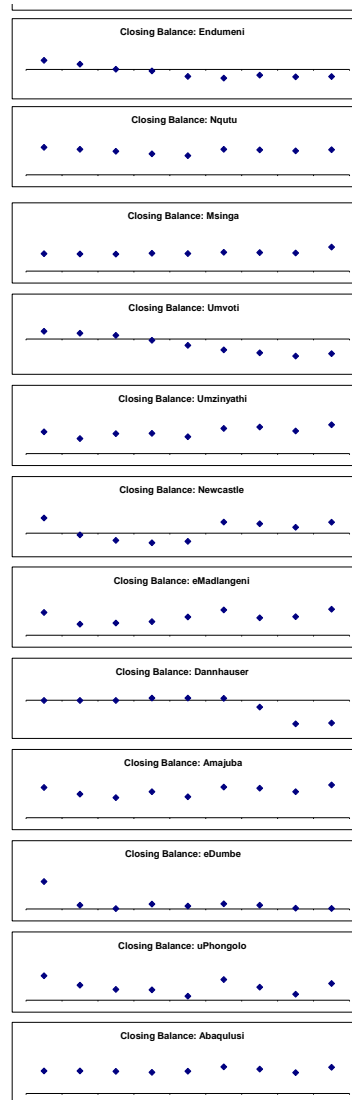 Closing Balance: Endumeni
Closing Balance: Nqutu
Closing Balance: Msinga
Closing Balance: Umvoti
Closing Balance: Umzinyathi
Closing Balance: Newcastle
Closing Balance: eMadlangeni
Closing Balance: Dannhauser
Closing Balance: Amajuba
Closing Balance: eDumbe
Closing Balance: uPhongolo
Closing Balance: Abaqulusi